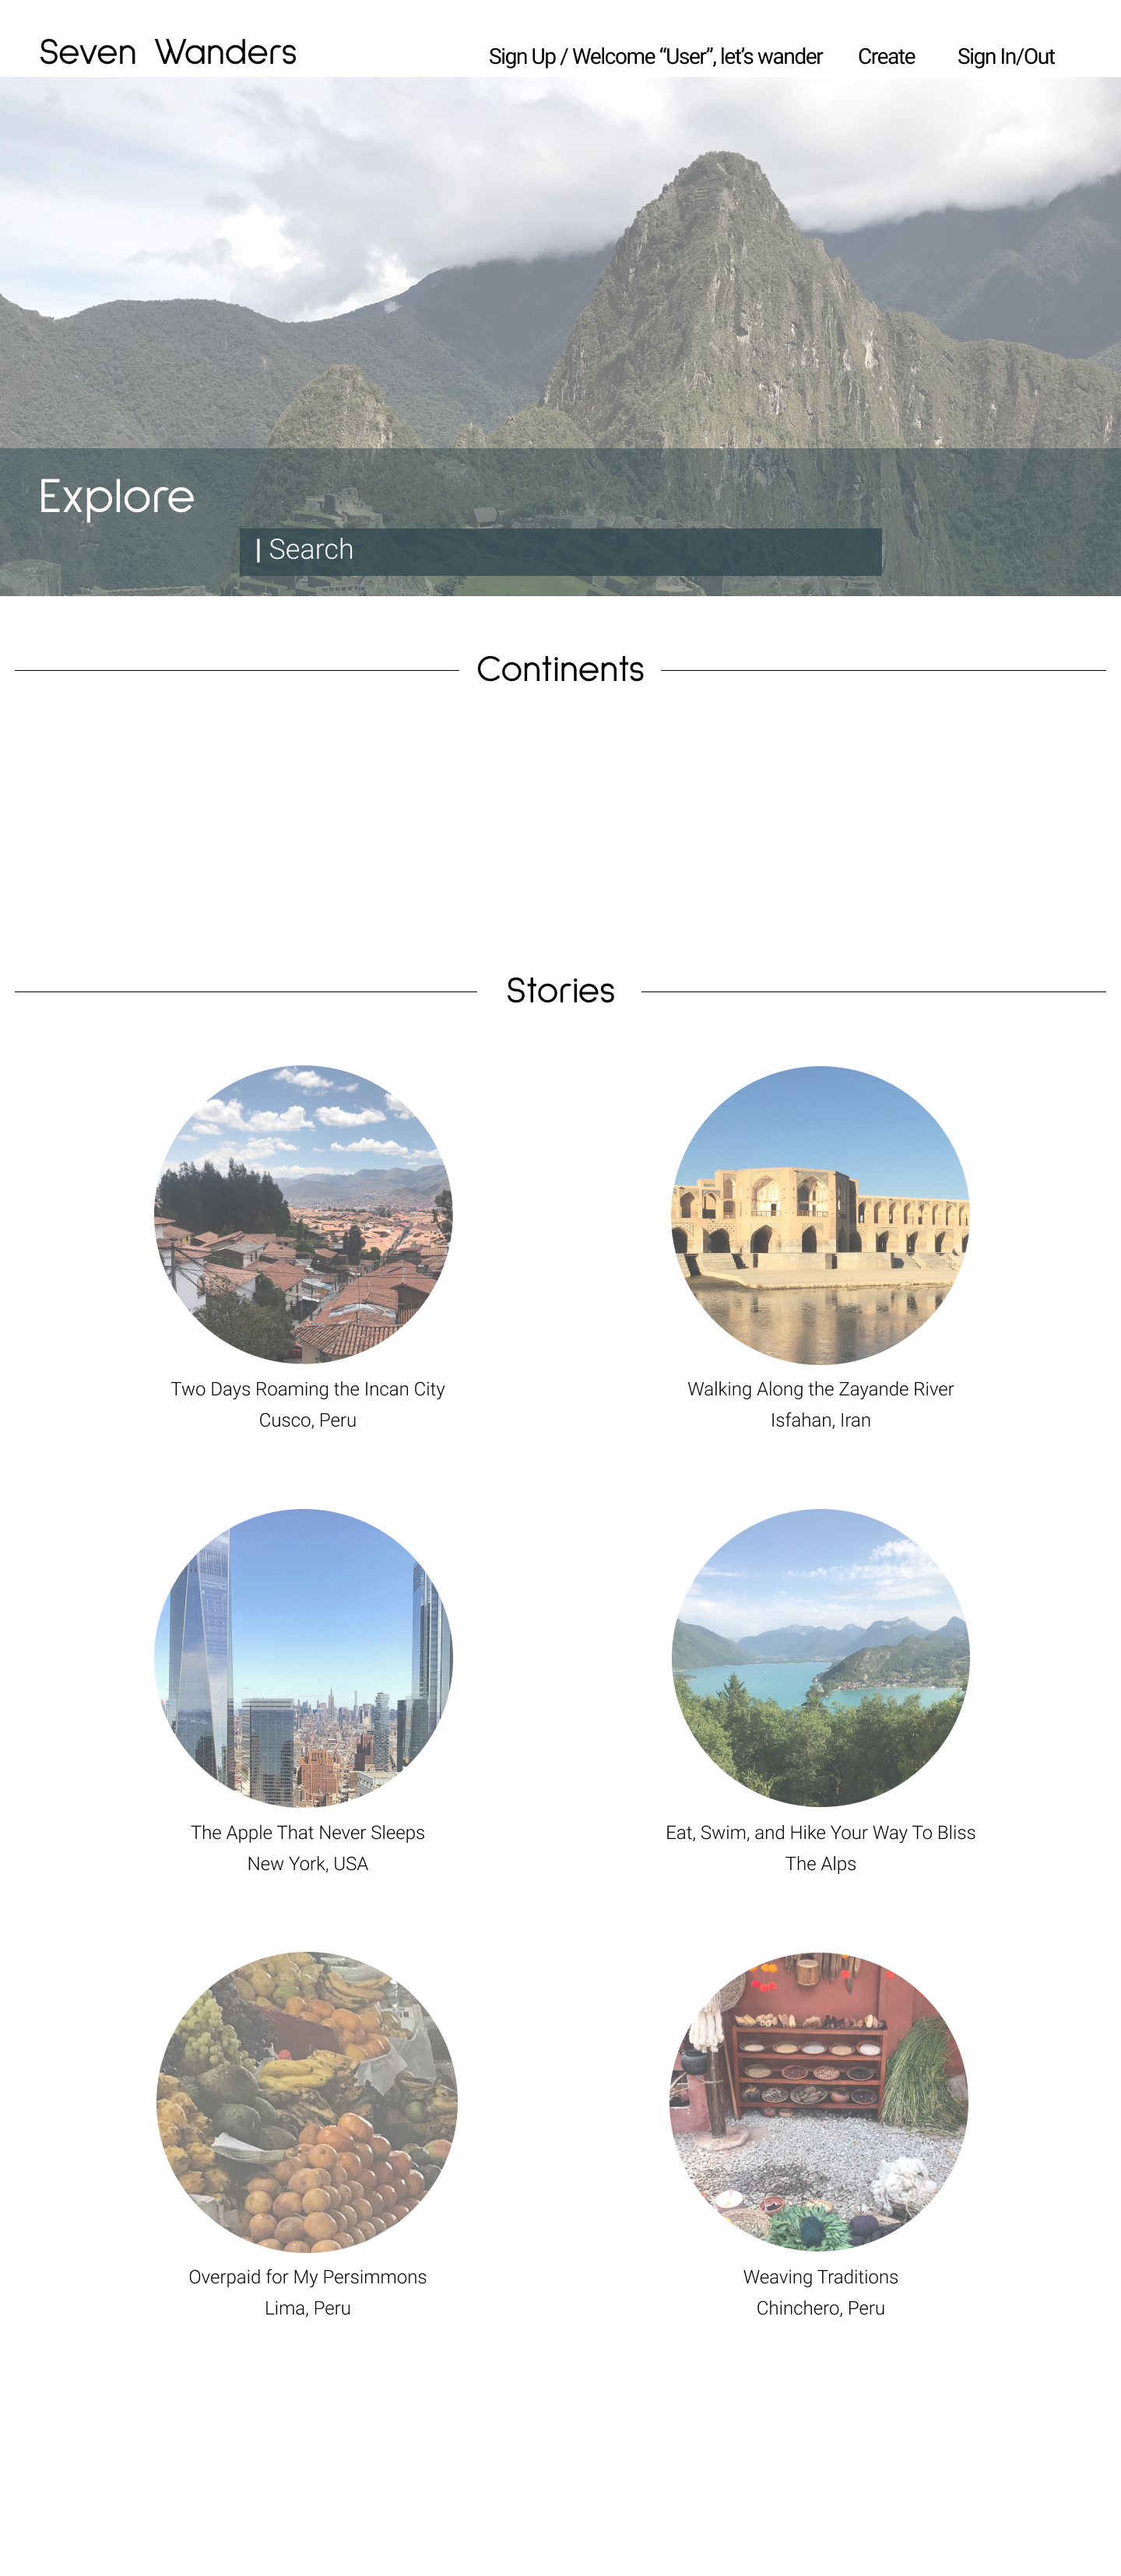 Seven Wanders
Sign Up / Welcome “User”, let’s wander Create Sign In/Out
Explore
| Search
Continents
Stories
Two Days Roaming the Incan City
Cusco, Peru
Walking Along the Zayande River
Isfahan, Iran
The Apple That Never Sleeps
New York, USA
Eat, Swim, and Hike Your Way To Bliss
The Alps
Overpaid for My Persimmons
Lima, Peru
Weaving Traditions
Chinchero, Peru